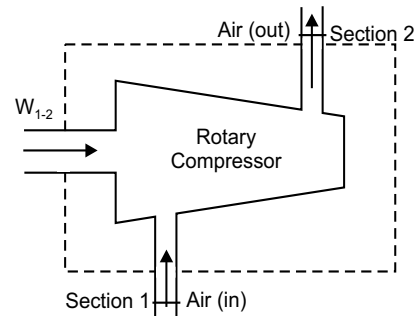 Air (out) Section 2
W₁₋₂
Rotary
Compressor
Section 1 Air (in)